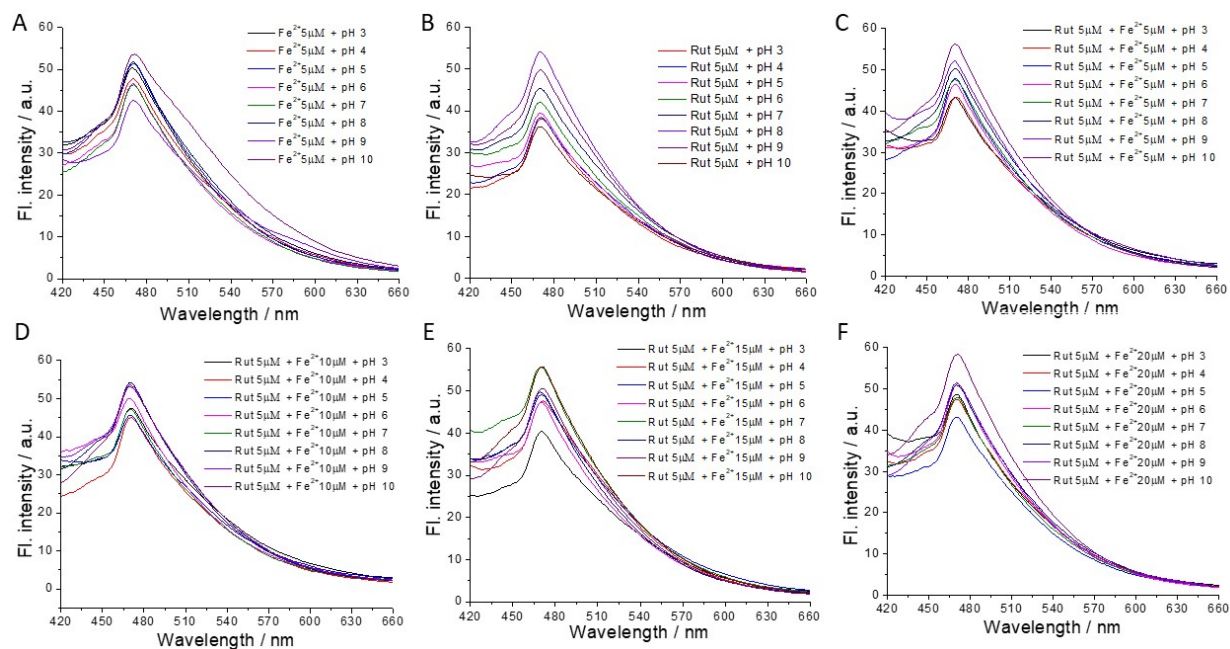 A
Fl. intensity / a.u.
60
50
40
30
20
10
0
Fe²⁺5µM + pH 3
Fe²⁺5µM + pH 4
Fe²⁺5µM + pH 5
Fe²⁺5µM + pH 6
Fe²⁺5µM + pH 7
Fe²⁺5µM + pH 8
Fe²⁺5µM + pH 9
Fe²⁺5µM + pH 10
420 450 480 510 540 570 600 630 660
Wavelength / nm
B
Fl. intensity / a.u.
60
50
40
30
20
10
0
Rut 5µM + pH 3
Rut 5µM + pH 4
Rut 5µM + pH 5
Rut 5µM + pH 6
Rut 5µM + pH 7
Rut 5µM + pH 8
Rut 5µM + pH 9
Rut 5µM + pH 10
420 450 480 510 540 570 600 630 660
Wavelength / nm
C
Fl. intensity / a.u.
60
50
40
30
20
10
0
Rut 5µM + Fe²⁺5µM + pH 3
Rut 5µM + Fe²⁺5µM + pH 4
Rut 5µM + Fe²⁺5µM + pH 5
Rut 5µM + Fe²⁺5µM + pH 6
Rut 5µM + Fe²⁺5µM + pH 7
Rut 5µM + Fe²⁺5µM + pH 8
Rut 5µM + Fe²⁺5µM + pH 9
Rut 5µM + Fe²⁺5µM + pH 10
420 450 480 510 540 570 600 630 660
Wavelength / nm
D
Fl. intensity / a.u.
60
50
40
30
20
10
0
Rut 5µM + Fe²⁺10µM + pH 3
Rut 5µM + Fe²⁺10µM + pH 4
Rut 5µM + Fe²⁺10µM + pH 5
Rut 5µM + Fe²⁺10µM + pH 6
Rut 5µM + Fe²⁺10µM + pH 7
Rut 5µM + Fe²⁺10µM + pH 8
Rut 5µM + Fe²⁺10µM + pH 9
Rut 5µM + Fe²⁺10µM + pH 10
420 450 480 510 540 570 600 630 660
Wavelength / nm
E
Fl. intensity / a.u.
60
50
40
30
20
10
0
Rut 5µM + Fe²⁺15µM + pH 3
Rut 5µM + Fe²⁺15µM + pH 4
Rut 5µM + Fe²⁺15µM + pH 5
Rut 5µM + Fe²⁺15µM + pH 6
Rut 5µM + Fe²⁺15µM + pH 7
Rut 5µM + Fe²⁺15µM + pH 8
Rut 5µM + Fe²⁺15µM + pH 9
Rut 5µM + Fe²⁺15µM + pH 10
420 450 480 510 540 570 600 630 660
Wavelength / nm
F
Fl. intensity / a.u.
60
50
40
30
20
10
0
Rut 5µM + Fe²⁺20µM + pH 3
Rut 5µM + Fe²⁺20µM + pH 4
Rut 5µM + Fe²⁺20µM + pH 5
Rut 5µM + Fe²⁺20µM + pH 6
Rut 5µM + Fe²⁺20µM + pH 7
Rut 5µM + Fe²⁺20µM + pH 8
Rut 5µM + Fe²⁺20µM + pH 9
Rut 5µM + Fe²⁺20µM + pH 10
420 450 480 510 540 570 600 630 660
Wavelength / nm